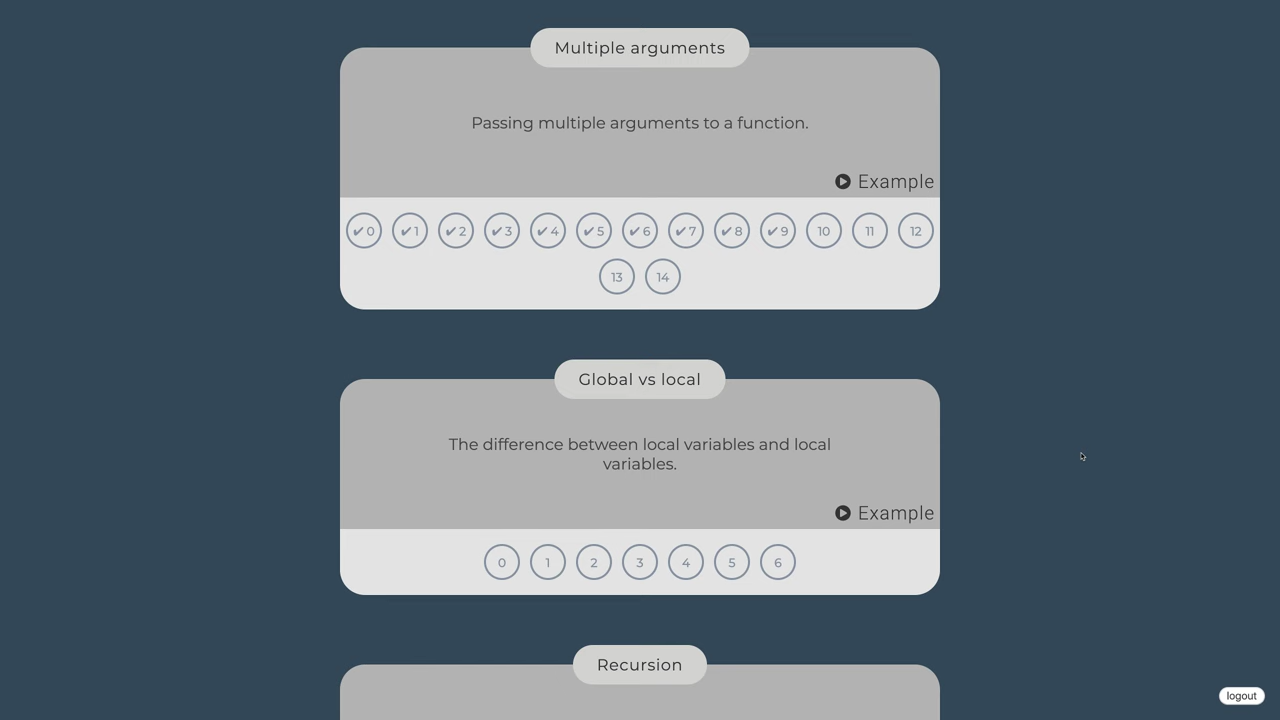 Multiple arguments
Passing multiple arguments to a function.
Example
✔ 0 ✔ 1 ✔ 2 ✔ 3 ✔ 4 ✔ 5 ✔ 6 ✔ 7 ✔ 8 ✔ 9 10 11 12
13 14
Global vs local
The difference between local variables and local
variables.
Example
0 1 2 3 4 5 6
Recursion
logout